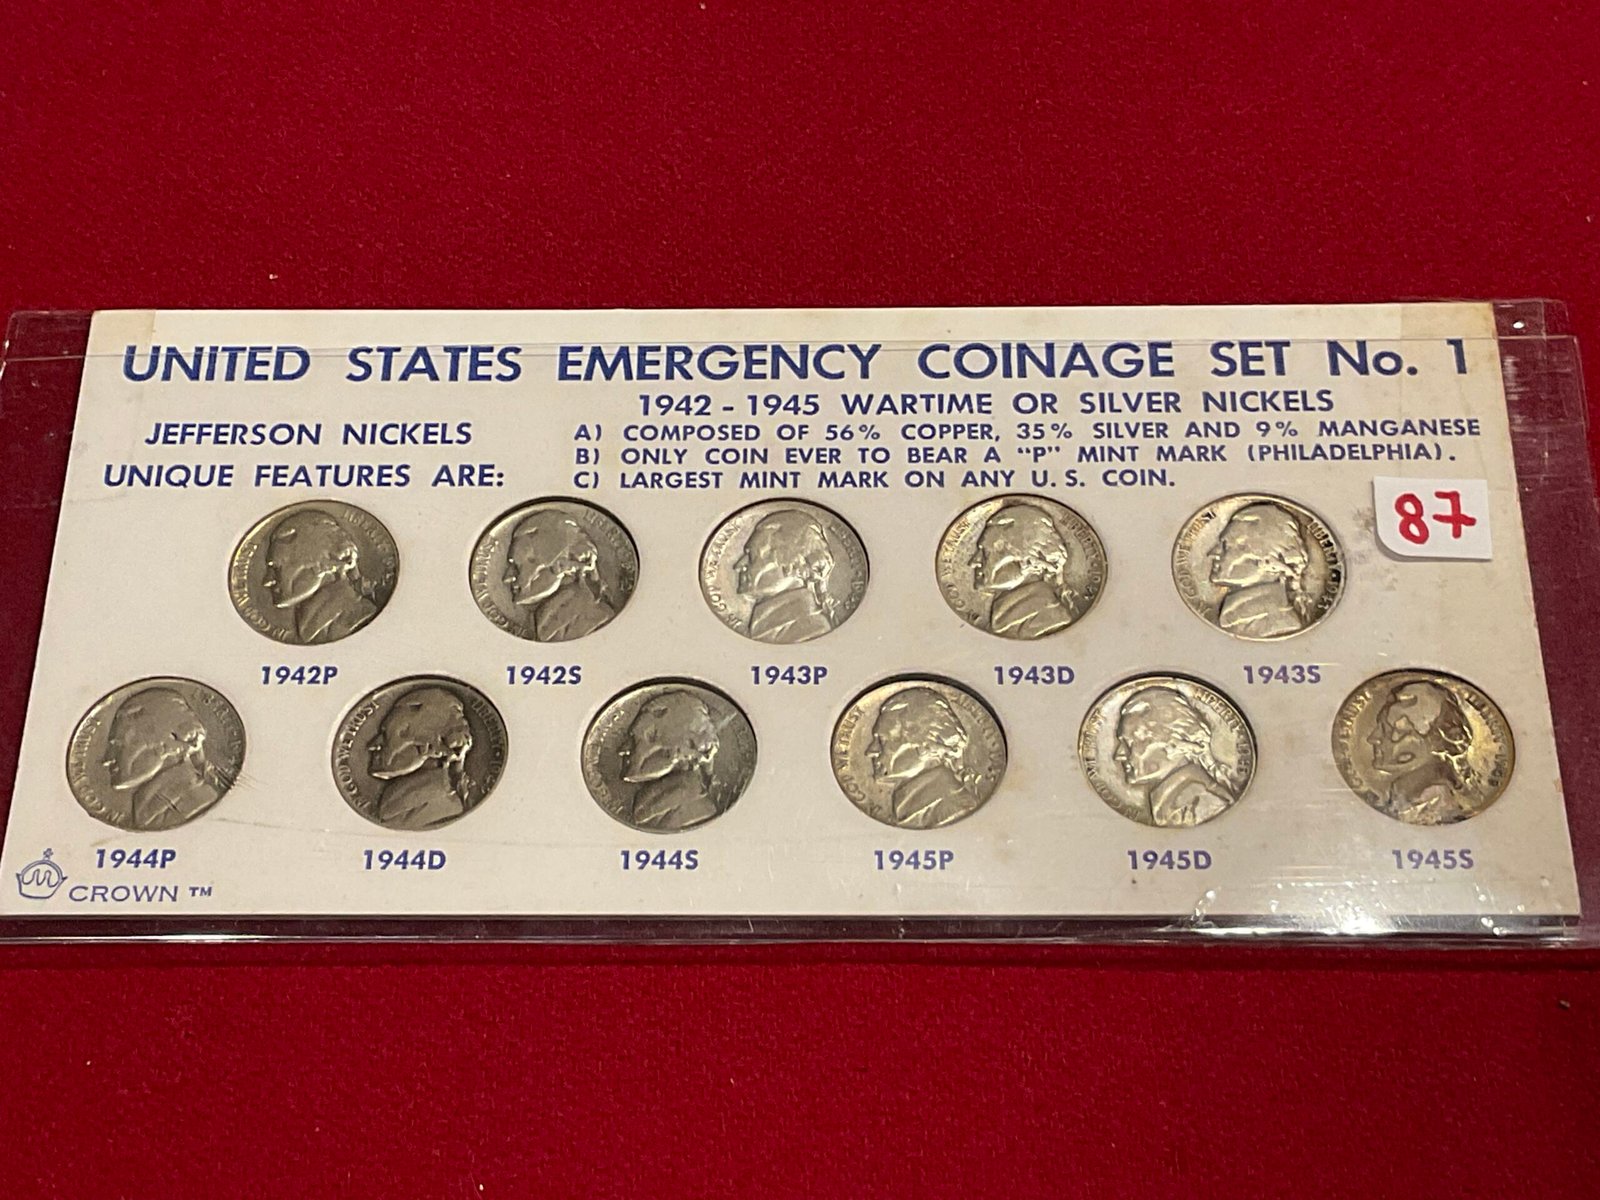 UNITED STATES EMERGENCY COINAGE SET No. 1
1942 - 1945 WARTIME OR SILVER NICKELS
JEFFERSON NICKELS
UNIQUE FEATURES ARE:
A) COMPOSED OF 56% COPPER, 35% SILVER AND 9% MANGANESE
B) ONLY COIN EVER TO BEAR A "P" MINT MARK (PHILADELPHIA).
C) LARGEST MINT MARK ON ANY U.S. COIN.
87
1942P 1942S 1943P 1943D 1943S
1944P 1944D 1944S 1945P 1945D 1945S
CROWN ™